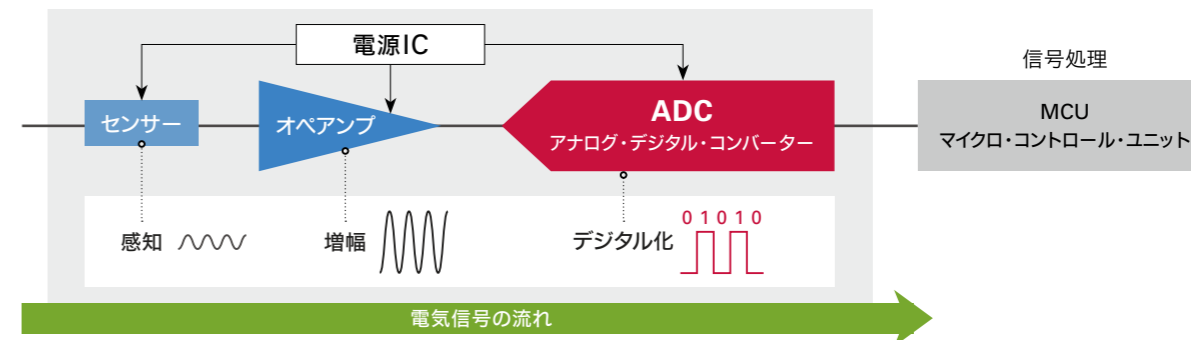 電源IC
信号処理
センサー
オペアンプ
ADC
アナログ・デジタル・コンバーター
MCU
マイクロ・コントロール・ユニット
感知
増幅
デジタル化
01010
電気信号の流れ